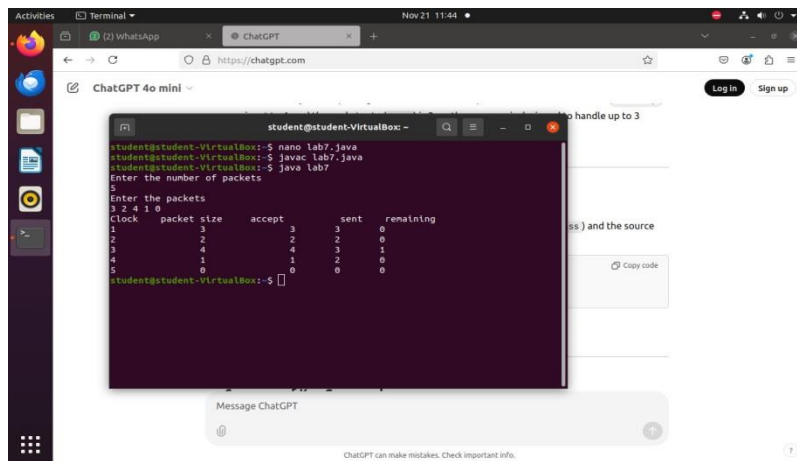 Activities Terminal Nov 21 11:44
(2) WhatsApp ChatGPT
https://chatgpt.com
ChatGPT 4o mini Log in Sign up
to handle up to 3
student@student-VirtualBox: ~
student@student-VirtualBox:~$ nano lab7.java
student@student-VirtualBox:~$ javac lab7.java
student@student-VirtualBox:~$ java lab7
Enter the number of packets
5
Enter the packets
3 2 4 1 0
Clock packet size accept sent remaining
1 3 3 3 0
2 2 2 2 0
3 4 4 3 1
4 1 1 2 0
5 0 0 0 0
student@student-VirtualBox:~$
ss ) and the source
Copy code
Message ChatGPT
ChatGPT can make mistakes. Check important info.
?